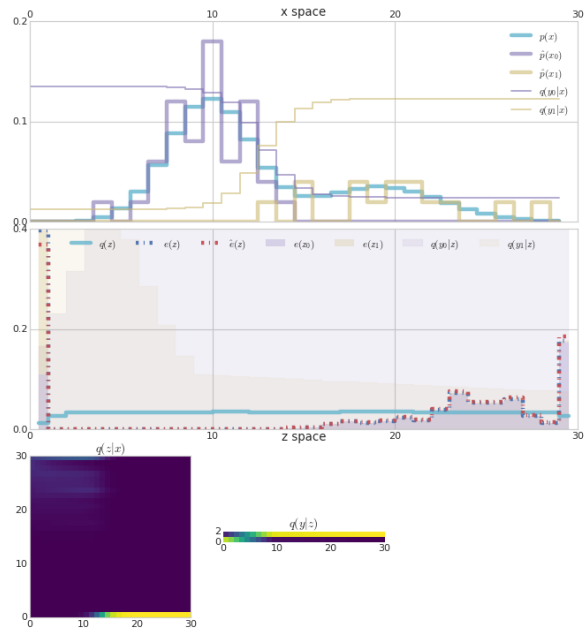 x space
0 10 20 30
0.2
0.1
0.0
p(x)
p̂(x₀)
p̂(x₁)
q(y₀|x)
q(y₁|x)
0.4
0.2
0.0
q(x) e(x) ê(x) e(x₀) e(x₁) q(y₀|x) q(y₁|x)
0 10 20 30
z space
q(z|x)
30
20
10
0
0 10 20 30
q(y|z)
2
0
0 10 20 30